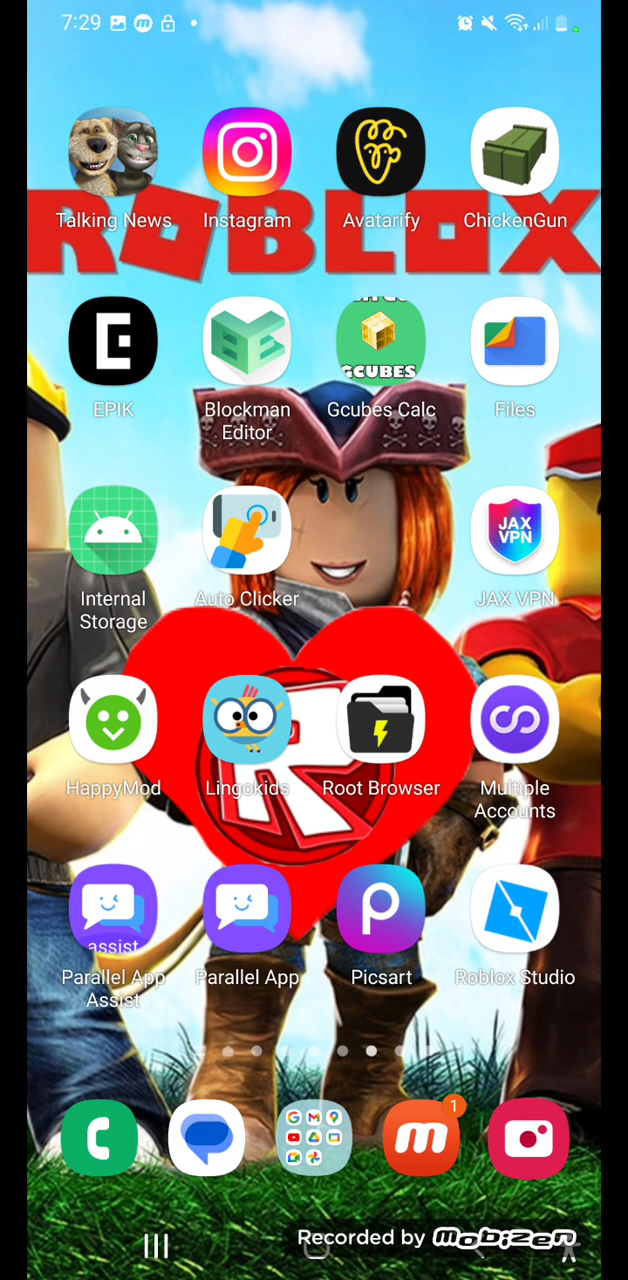 7:29
Talking News
Instagram
Avatarify
ChickenGun
ROBLOX
GCUBES
EPIK
Blockman
Editor
Gcubes Calc
Files
JAX
VPN
Internal
Storage
Auto Clicker
JAX VPN
HappyMod
Lingokids
Root Browser
Multiple
Accounts
assist
Parallel App
Assist
Parallel App
Picsart
Roblox Studio
1
Recorded by mobizen